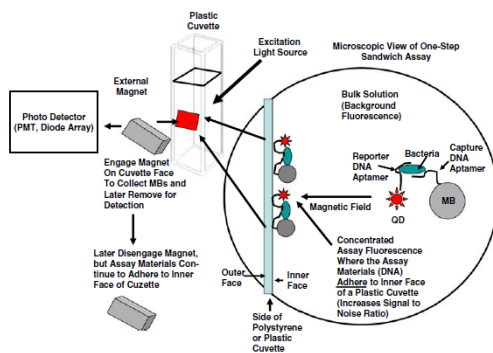 Plastic
Cuvette
Excitation
Light Source
Microscopic View of One-Step
Sandwich Assay
External
Magnet
Photo Detector
(PMT, Diode Array)
Bulk Solution
(Background
Fluorescence)
Reporter
DNA
Aptamer
Bacteria
Capture
DNA
Aptamer
MB
QD
Magnetic Field
Engage Magnet
On Cuvette Face
To Collect MBs and
Later Remove for
Detection
Later Disengage Magnet,
but Assay Materials Con-
tinue to Adhere to Inner
Face of Cuzette
Concentrated
Assay Fluorescence
Where the Assay
Materials (DNA)
Adhere to Inner Face
of a Plastic Cuvette
(Increases Signal to
Noise Ratio)
Outer
Face
Inner
Face
Side of
Polystyrene
or Plastic
Cuvette